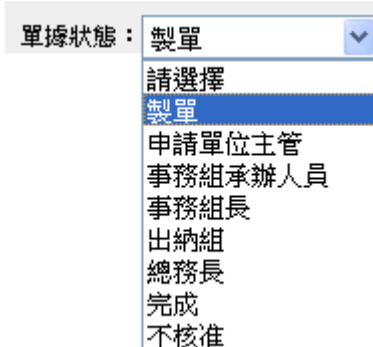 單據狀態：製單
請選擇
製單
申請單位主管
事務組承辦人員
事務組長
出納組
總務長
完成
不核准